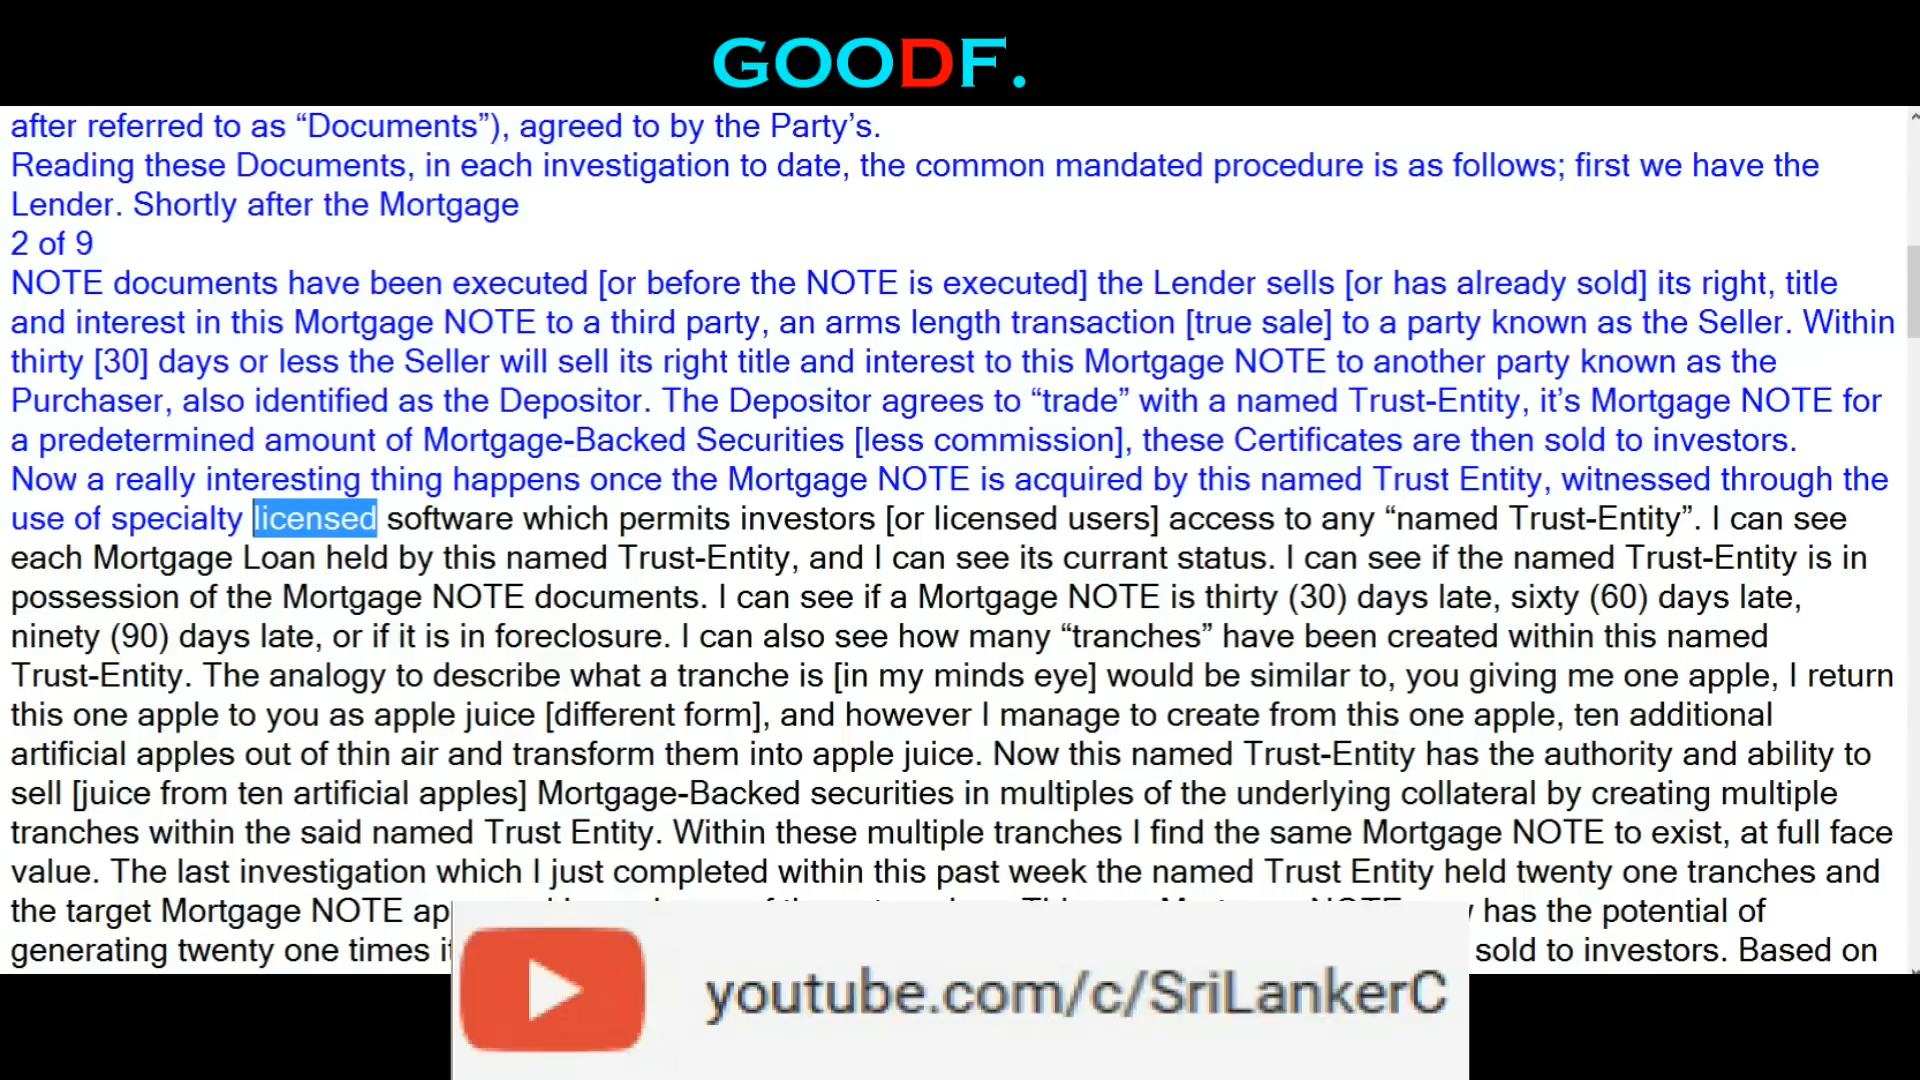 GOODF.
after referred to as “Documents”), agreed to by the Party’s.
Reading these Documents, in each investigation to date, the common mandated procedure is as follows; first we have the
Lender. Shortly after the Mortgage
2 of 9
NOTE documents have been executed [or before the NOTE is executed] the Lender sells [or has already sold] its right, title
and interest in this Mortgage NOTE to a third party, an arms length transaction [true sale] to a party known as the Seller. Within
thirty [30] days or less the Seller will sell its right title and interest to this Mortgage NOTE to another party known as the
Purchaser, also identified as the Depositor. The Depositor agrees to “trade” with a named Trust-Entity, it’s Mortgage NOTE for
a predetermined amount of Mortgage-Backed Securities [less commission], these Certificates are then sold to investors.
Now a really interesting thing happens once the Mortgage NOTE is acquired by this named Trust Entity, witnessed through the
use of specialty licensed software which permits investors [or licensed users] access to any “named Trust-Entity”. I can see
each Mortgage Loan held by this named Trust-Entity, and I can see its currant status. I can see if the named Trust-Entity is in
possession of the Mortgage NOTE documents. I can see if a Mortgage NOTE is thirty (30) days late, sixty (60) days late,
ninety (90) days late, or if it is in foreclosure. I can also see how many “tranches” have been created within this named
Trust-Entity. The analogy to describe what a tranche is [in my minds eye] would be similar to, you giving me one apple, I return
this one apple to you as apple juice [different form], and however I manage to create from this one apple, ten additional
artificial apples out of thin air and transform them into apple juice. Now this named Trust-Entity has the authority and ability to
sell [juice from ten artificial apples] Mortgage-Backed securities in multiples of the underlying collateral by creating multiple
tranches within the said named Trust Entity. Within these multiple tranches I find the same Mortgage NOTE to exist, at full face
value. The last investigation which I just completed within this past week the named Trust Entity held twenty one tranches and
the target Mortgage NOTE has the potential of
generating twenty one times sold to investors. Based on
youtube.com/c/SriLankerC